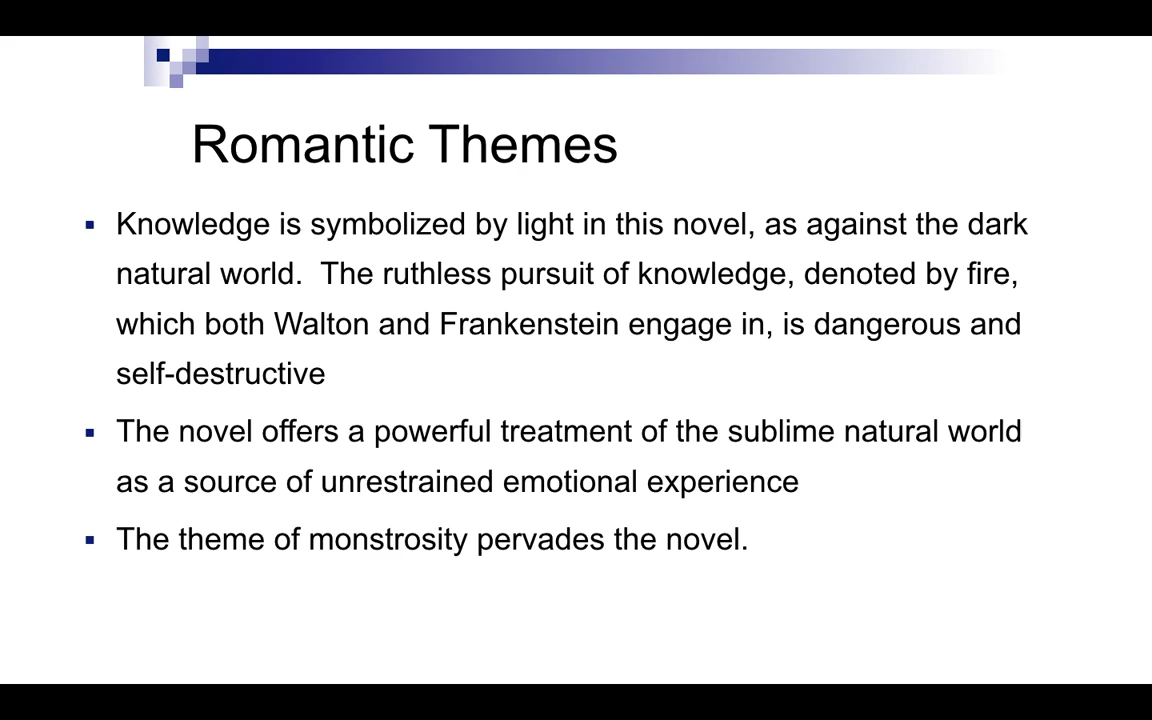 Romantic Themes
Knowledge is symbolized by light in this novel, as against the dark
natural world.  The ruthless pursuit of knowledge, denoted by fire,
which both Walton and Frankenstein engage in, is dangerous and
self-destructive
The novel offers a powerful treatment of the sublime natural world
as a source of unrestrained emotional experience
The theme of monstrosity pervades the novel.